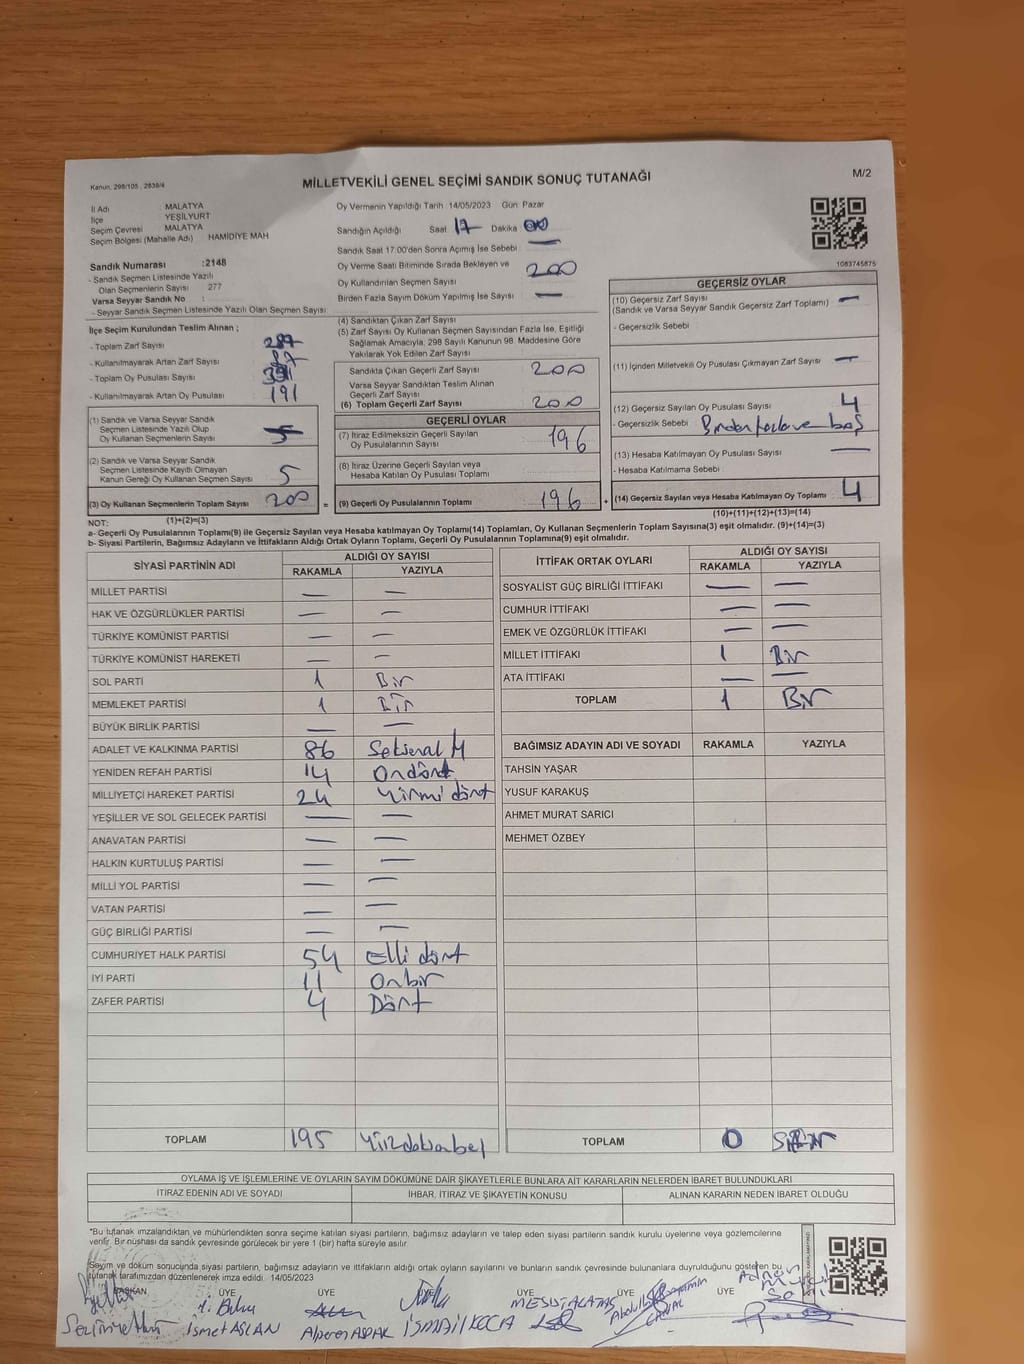 Kanun, 298/105 , 2839/4
MİLLETVEKİLİ GENEL SEÇİMİ SANDIK SONUÇ TUTANAĞI
M/2
İl Adı MALATYA
İlçe YEŞİLYURT
Seçim Çevresi MALATYA
Seçim Bölgesi (Mahalle Adı) HAMİDİYE MAH
Sandık Numarası :2148
- Sandık Seçmen Listesinde Yazılı
Olan Seçmenlerin Sayısı 277
Varsa Seyyar Sandık No :
- Seyyar Sandık Seçmen Listesinde Yazılı Olan Seçmen Sayısı
Oy Vermenin Yapıldığı Tarih 14/05/2023 Gün Pazar
Sandığın Açıldığı Saat 17 Dakika 00
Sandık Saat 17:00'den Sonra Açmış İse Sebebi —
Oy Verme Saati Bitiminde Sırada Bekleyen ve
Oy Kullandırılan Seçmen Sayısı 200
Birden Fazla Sayım Döküm Yapılmış İse Sayısı —
1083745875
İlçe Seçim Kurulundan Teslim Alınan ;
- Toplam Zarf Sayısı 287
- Kullanılmayarak Artan Zarf Sayısı
- Toplam Oy Pusulası Sayısı 391
- Kullanılmayarak Artan Oy Pusulası 191
(1) Sandık ve Varsa Seyyar Sandık
Seçmen Listesinde Yazılı Olup
Oy Kullanan Seçmenlerin Sayısı
(2) Sandık ve Varsa Seyyar Sandık
Seçmen Listesinde Kayıtlı Olmayan
Kanun Gereği Oy Kullanan Seçmen Sayısı 5
(3) Oy Kullanan Seçmenlerin Toplam Sayısı 200
(4) Sandıktan Çıkan Zarf Sayısı
(5) Zarf Sayısı Oy Kullanan Seçmen Sayısından Fazla İse, Eşitliği
Sağlamak Amacıyla, 298 Sayılı Kanunun 98. Maddesine Göre
Yakılarak Yok Edilen Zarf Sayısı
Sandıkta Çıkan Geçerli Zarf Sayısı 200
Varsa Seyyar Sandıktan Teslim Alınan
Geçerli Zarf Sayısı
(6) Toplam Geçerli Zarf Sayısı 200
GEÇERLİ OYLAR
(7) İtiraz Edilmeksizin Geçerli Sayılan
Oy Pusulalarının Sayısı 196
(8) İtiraz Üzerine Geçerli Sayılan veya
Hesaba Katılan Oy Pusulası Toplamı
= (9) Geçerli Oy Pusulalarının Toplamı 196 +
GEÇERSİZ OYLAR
(10) Geçersiz Zarf Sayısı —
(Sandık ve Varsa Seyyar Sandık Geçersiz Zarf Toplamı)
- Geçersizlik Sebebi
(11) İçinden Milletvekili Oy Pusulası Çıkmayan Zarf Sayısı —
(12) Geçersiz Sayılan Oy Pusulası Sayısı 4
- Geçersizlik Sebebi Birden fazla ve boş
(13) Hesaba Katılmayan Oy Pusulası Sayısı —
- Hesaba Katılmama Sebebi
(14) Geçersiz Sayılan veya Hesaba Katılmayan Oy Toplamı 4
NOT: (1)+(2)=(3)
(10)+(11)+(12)+(13)=(14)
a- Geçerli Oy Pusulalarının Toplamı(9) ile Geçersiz Sayılan veya Hesaba katılmayan Oy Toplamı(14) Toplamları, Oy Kullanan Seçmenlerin Toplam Sayısına(3) eşit olmalıdır. (9)+(14)=(3)
b- Siyasi Partilerin, Bağımsız Adayların ve İttifakların Aldığı Ortak Oyların Toplamı, Geçerli Oy Pusulalarının Toplamına(9) eşit olmalıdır.
SİYASİ PARTİNİN ADI ALDIĞI OY SAYISI
RAKAMLA YAZIYLA
MİLLET PARTİSİ — —
HAK VE ÖZGÜRLÜKLER PARTİSİ — —
TÜRKİYE KOMÜNİST PARTİSİ — —
TÜRKİYE KOMÜNİST HAREKETİ — —
SOL PARTİ 1 Bir
MEMLEKET PARTİSİ 1 Bir
BÜYÜK BİRLİK PARTİSİ — —
ADALET VE KALKINMA PARTİSİ 86
YENİDEN REFAH PARTİSİ 14 Ondört
MİLLİYETÇİ HAREKET PARTİSİ 24 Yirmi dört
YEŞİLLER VE SOL GELECEK PARTİSİ — —
ANAVATAN PARTİSİ — —
HALKIN KURTULUŞ PARTİSİ — —
MİLLİ YOL PARTİSİ — —
VATAN PARTİSİ — —
GÜÇ BİRLİĞİ PARTİSİ — —
CUMHURİYET HALK PARTİSİ 54 Elli dört
İYİ PARTİ 11 Onbir
ZAFER PARTİSİ 4 Dört
TOPLAM 195
İTTİFAK ORTAK OYLARI ALDIĞI OY SAYISI
RAKAMLA YAZIYLA
SOSYALİST GÜÇ BİRLİĞİ İTTİFAKI — —
CUMHUR İTTİFAKI — —
EMEK VE ÖZGÜRLÜK İTTİFAKI — —
MİLLET İTTİFAKI 1 Bir
ATA İTTİFAKI — —
TOPLAM 1 Bir
BAĞIMSIZ ADAYIN ADI VE SOYADI RAKAMLA YAZIYLA
TAHSİN YAŞAR
YUSUF KARAKUŞ
AHMET MURAT SARICI
MEHMET ÖZBEY
TOPLAM 0
OYLAMA İŞ VE İŞLEMLERİNE VE OYLARIN SAYIM DÖKÜMÜNE DAİR ŞİKAYETLERLE BUNLARA AİT KARARLARIN NELERDEN İBARET BULUNDUKLARI
İTİRAZ EDENİN ADI VE SOYADI İHBAR, İTİRAZ VE ŞİKAYETİN KONUSU ALINAN KARARIN NEDEN İBARET OLDUĞU
*Bu tutanak imzalandıktan ve mühürlendikten sonra seçime katılan siyasi partilerin, bağımsız adayların ve talep eden siyasi partilerin sandık kurulu üyelerine veya gözlemcilerine
verilir. Bir nüshası da sandık çevresinde görülecek bir yere 1 (bir) hafta süreyle asılır.
Seçim ve döküm sonucunda siyasi partilerin, bağımsız adayların ve ittifakların aldığı ortak oyların sayılarını ve bunların sandık çevresinde bulunanlara duyrulduğunu gösteren bu
tutanak tarafımızdan düzenlenerek imza edildi. 14/05/2023
BAŞKAN ÜYE ÜYE ÜYE ÜYE ÜYE ÜYE
İsmet ASLAN İSMAİL KOCA